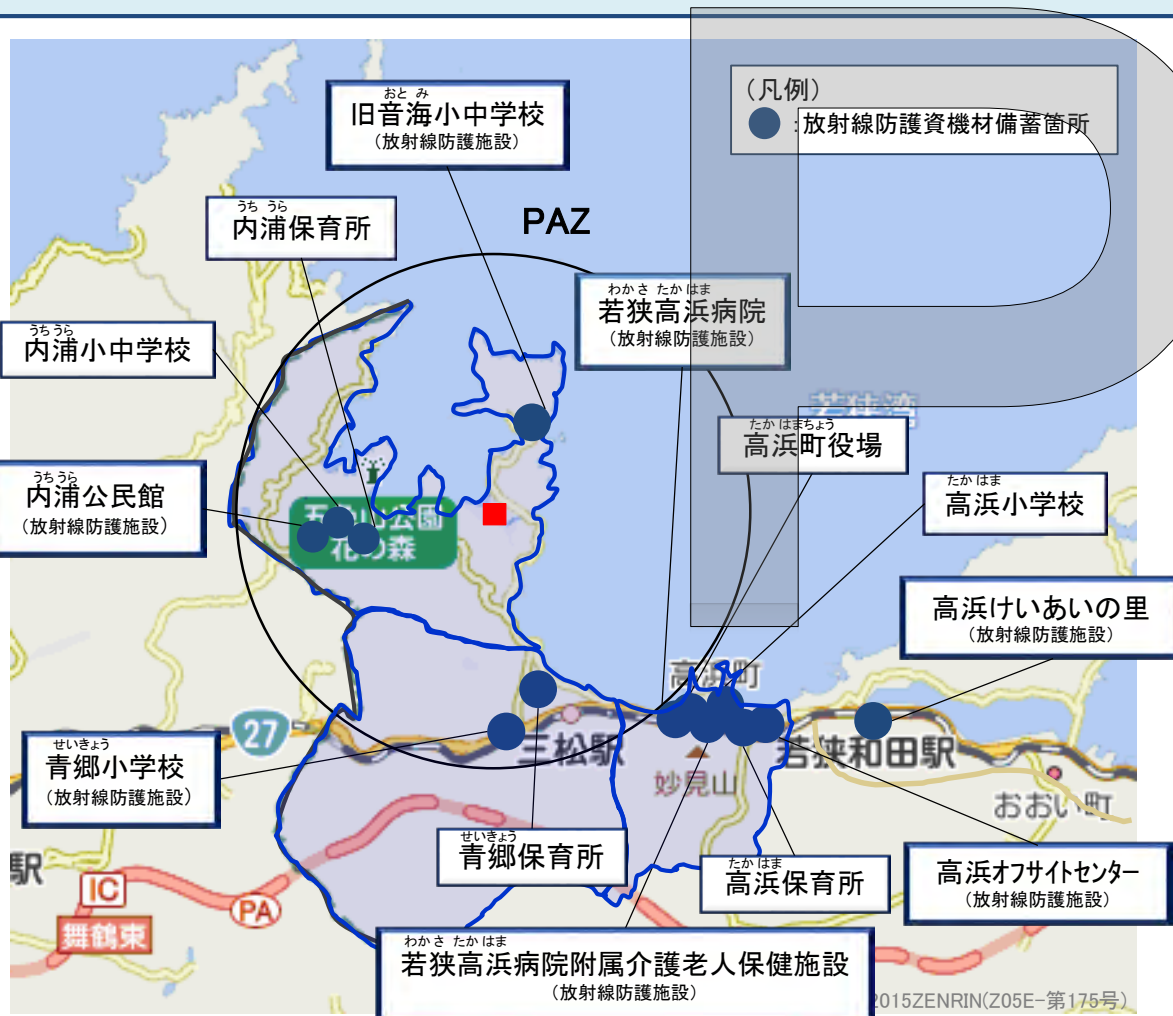 (凡例)
:放射線防護資機材備蓄箇所
おとみ
旧音海小中学校
(放射線防護施設)
うちうら
内浦保育所
PAZ
わかさ たかはま
若狭高浜病院
(放射線防護施設)
うちうら
内浦小中学校
若狭湾
たかはまちょう
高浜町役場
うちうら
内浦公民館
(放射線防護施設)
たかはま
高浜小学校
公園
花の森
高浜けいあいの里
(放射線防護施設)
高浜町
27
三松駅
若狭和田駅
せいきょう
青郷小学校
(放射線防護施設)
妙見山
おおい町
せいきょう
青郷保育所
たかはま
高浜保育所
高浜オフサイトセンター
(放射線防護施設)
駅
IC
PA
舞鶴東
わかさ たかはま
若狭高浜病院附属介護老人保健施設
(放射線防護施設)
2015ZENRIN(Z05E-第175号)